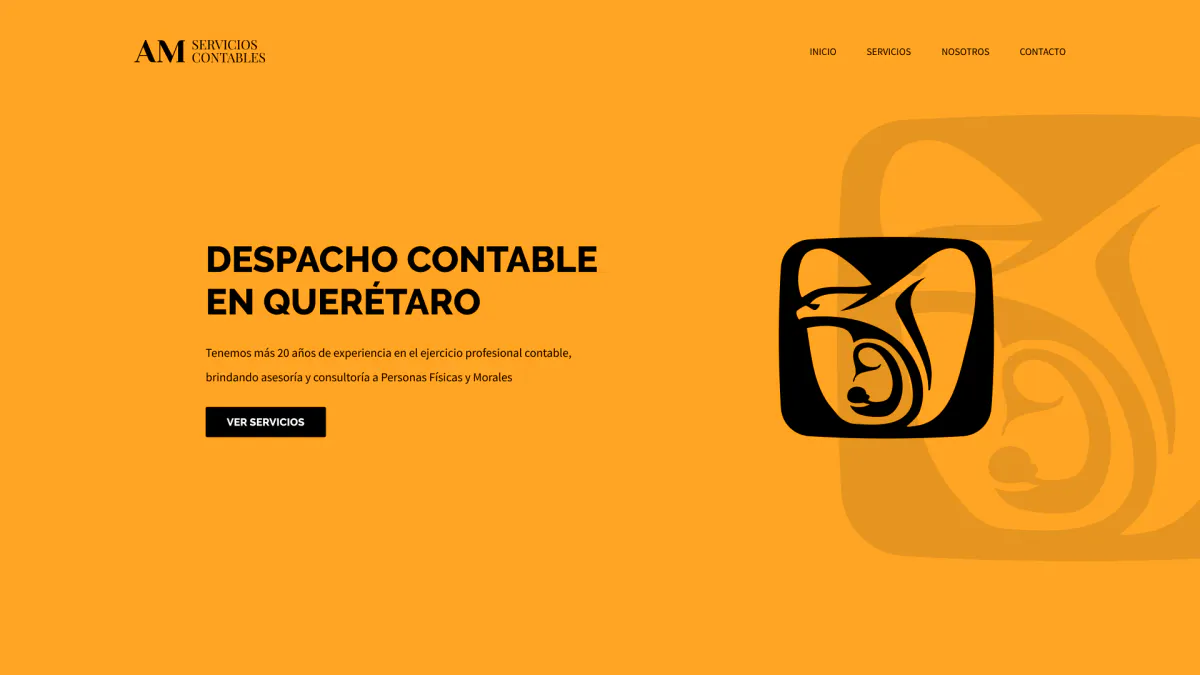 AM SERVICIOS
CONTABLES
INICIO SERVICIOS NOSOTROS CONTACTO
DESPACHO CONTABLE
EN QUERÉTARO
Tenemos más 20 años de experiencia en el ejercicio profesional contable,
brindando asesoría y consultoría a Personas Físicas y Morales
VER SERVICIOS